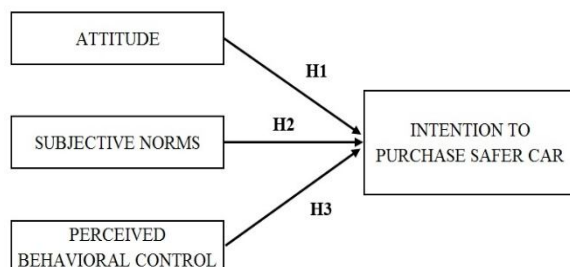 ATTITUDE
H1
SUBJECTIVE NORMS
H2
INTENTION TO
PURCHASE SAFER CAR
H3
PERCEIVED
BEHAVIORAL CONTROL